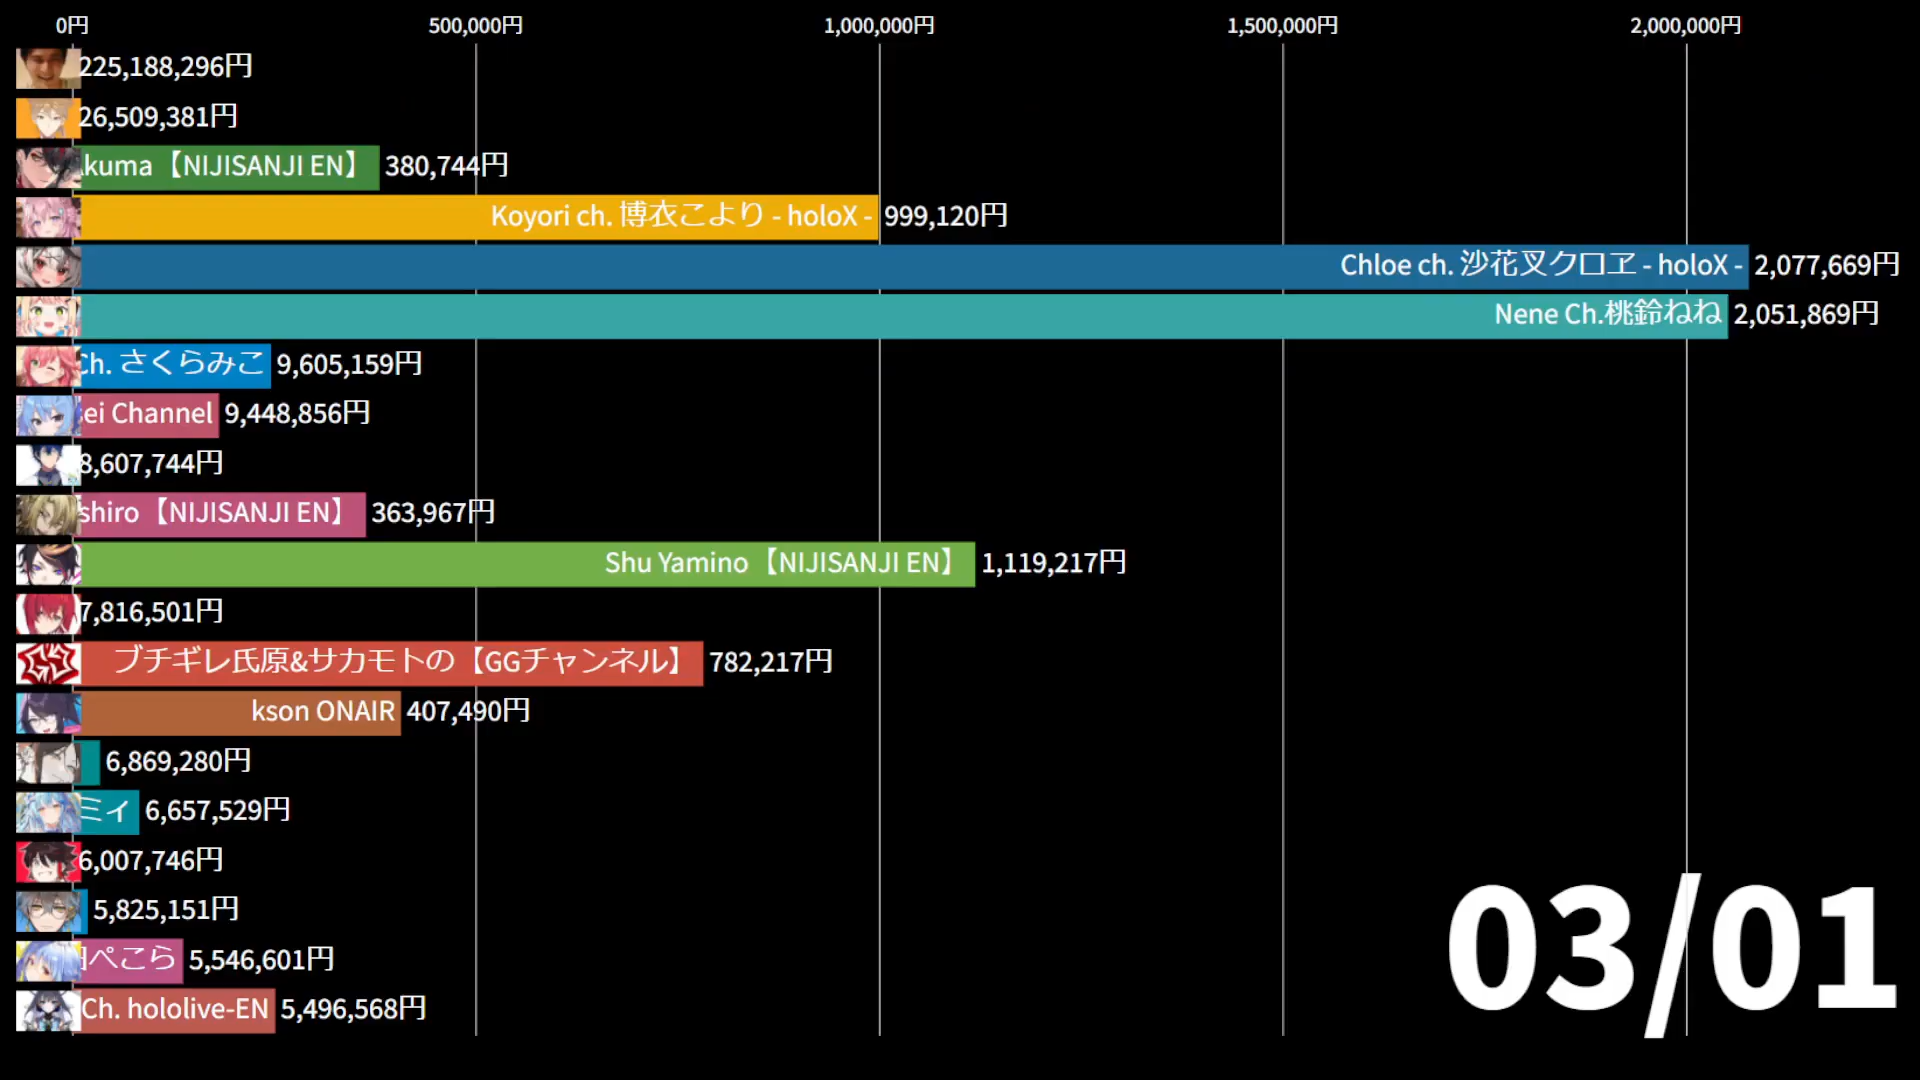 0円 500,000円 1,000,000円 1,500,000円 2,000,000円
225,188,296円
26,509,381円
kuma【NIJISANJI EN】 380,744円
Koyori ch. 博衣こより - holoX - 999,120円
Chloe ch. 沙花叉クロヱ - holoX - 2,077,669円
Nene Ch.桃鈴ねね 2,051,869円
Ch. さくらみこ 9,605,159円
ei Channel 9,448,856円
8,607,744円
shiro【NIJISANJI EN】 363,967円
Shu Yamino【NIJISANJI EN】 1,119,217円
7,816,501円
ブチギレ氏原&サカモトの【GGチャンネル】 782,217円
kson ONAIR 407,490円
6,869,280円
ミィ 6,657,529円
6,007,746円
5,825,151円
ぺこら 5,546,601円
Ch. hololive-EN 5,496,568円
03/01